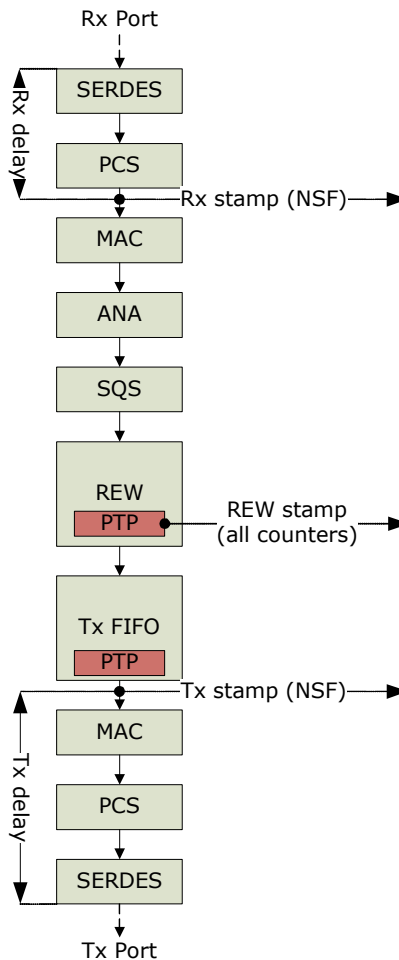 Rx Port
SERDES
Rx delay
PCS
Rx stamp (NSF)
MAC
ANA
SQS
REW
PTP
REW stamp
(all counters)
Tx FIFO
PTP
Tx stamp (NSF)
MAC
Tx delay
PCS
SERDES
Tx Port